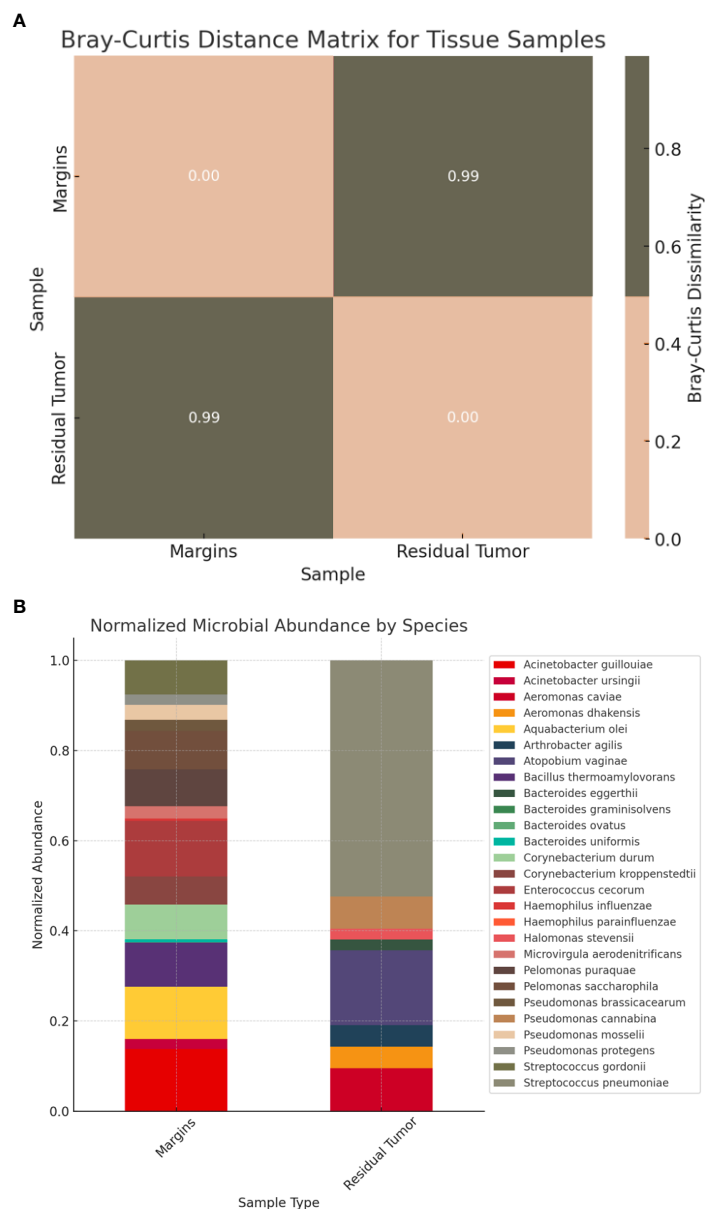 A
Bray-Curtis Distance Matrix for Tissue Samples
Margins
Residual Tumor
Sample
0.00
0.99
0.99
0.00
Margins
Residual Tumor
Sample
0.8
0.6
0.4
0.2
0.0
Bray-Curtis Dissimilarity
B
Normalized Microbial Abundance by Species
1.0
0.8
0.6
0.4
0.2
0.0
Normalized Abundance
Margins
Residual Tumor
Sample Type
Acinetobacter guillouiae
Acinetobacter ursingii
Aeromonas caviae
Aeromonas dhakensis
Aquabacterium olei
Arthrobacter agilis
Atopobium vaginae
Bacillus thermoamylovorans
Bacteroides eggerthii
Bacteroides graminisolvens
Bacteroides ovatus
Bacteroides uniformis
Corynebacterium durum
Corynebacterium kroppenstedtii
Enterococcus cecorum
Haemophilus influenzae
Haemophilus parainfluenzae
Halomonas stevensii
Microvirgula aerodenitrificans
Pelomonas puraquae
Pelomonas saccharophila
Pseudomonas brassicacearum
Pseudomonas cannabina
Pseudomonas mosselii
Pseudomonas protegens
Streptococcus gordonii
Streptococcus pneumoniae